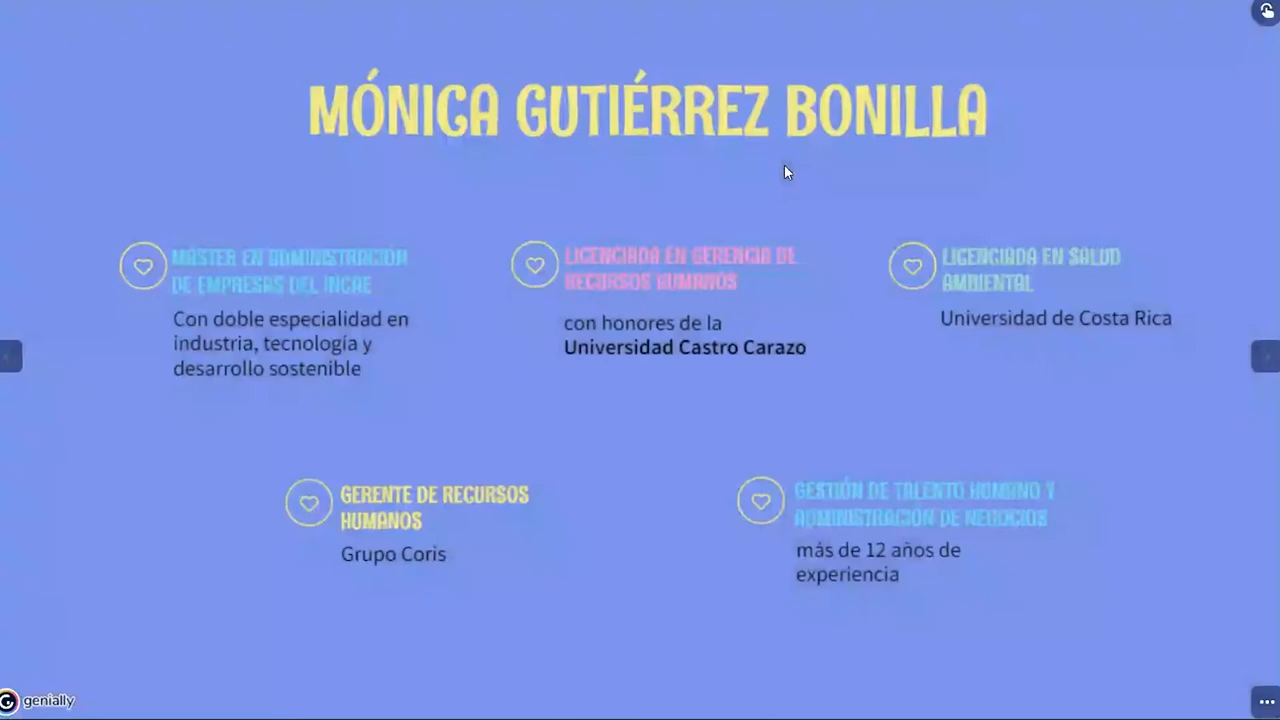 MÓNICA GUTIÉRREZ BONILLA
MÁSTER EN ADMINISTRACIÓN
DE EMPRESAS DEL INCAE
Con doble especialidad en
industria, tecnología y
desarrollo sostenible
LICENCIADA EN GERENCIA DE
RECURSOS HUMANOS
con honores de la
Universidad Castro Carazo
LICENCIADA EN SALUD
AMBIENTAL
Universidad de Costa Rica
GERENTE DE RECURSOS
HUMANOS
Grupo Coris
GESTIÓN DE TALENTO HUMANO Y
ADMINISTRACIÓN DE NEGOCIOS
más de 12 años de
experiencia
genially